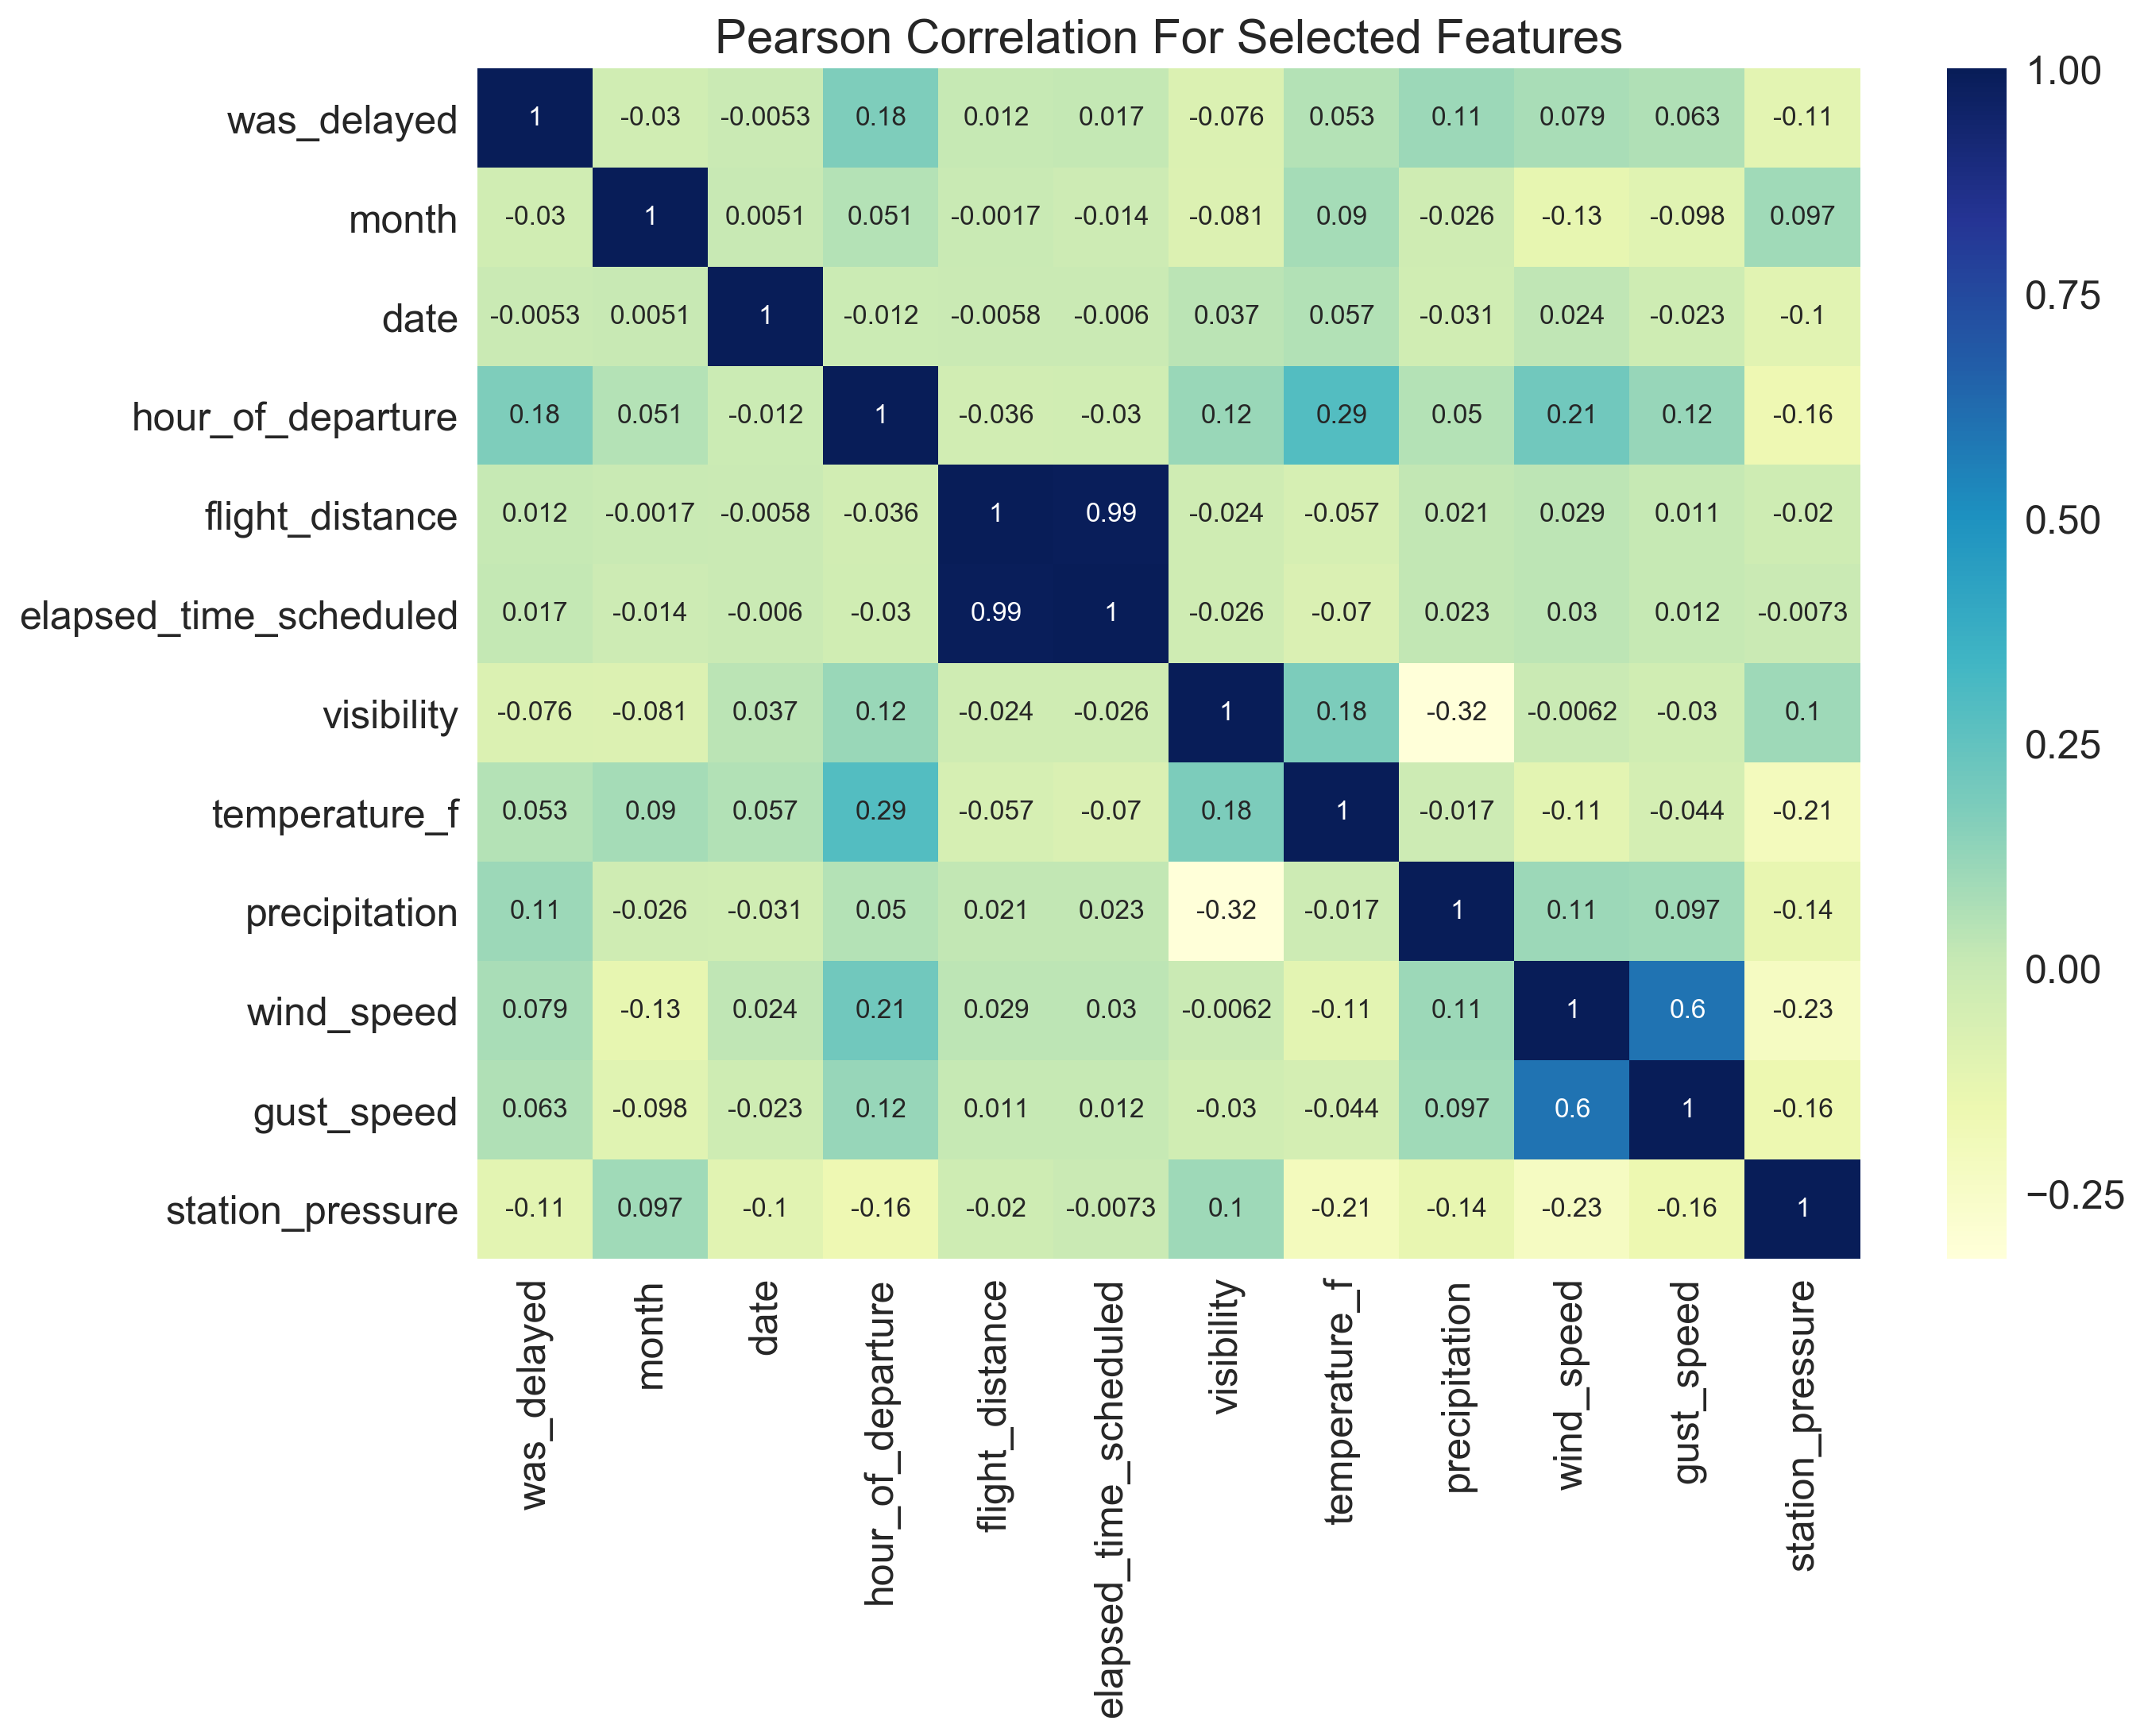 Pearson Correlation For Selected Features
was_delayed 1 -0.03 -0.0053 0.18 0.012 0.017 -0.076 0.053 0.11 0.079 0.063 -0.11
month -0.03 1 0.0051 0.051 -0.0017 -0.014 -0.081 0.09 -0.026 -0.13 -0.098 0.097
date -0.0053 0.0051 1 -0.012 -0.0058 -0.006 0.037 0.057 -0.031 0.024 -0.023 -0.1
hour_of_departure 0.18 0.051 -0.012 1 -0.036 -0.03 0.12 0.29 0.05 0.21 0.12 -0.16
flight_distance 0.012 -0.0017 -0.0058 -0.036 1 0.99 -0.024 -0.057 0.021 0.029 0.011 -0.02
elapsed_time_scheduled 0.017 -0.014 -0.006 -0.03 0.99 1 -0.026 -0.07 0.023 0.03 0.012 -0.0073
visibility -0.076 -0.081 0.037 0.12 -0.024 -0.026 1 0.18 -0.32 -0.0062 -0.03 0.1
temperature_f 0.053 0.09 0.057 0.29 -0.057 -0.07 0.18 1 -0.017 -0.11 -0.044 -0.21
precipitation 0.11 -0.026 -0.031 0.05 0.021 0.023 -0.32 -0.017 1 0.11 0.097 -0.14
wind_speed 0.079 -0.13 0.024 0.21 0.029 0.03 -0.0062 -0.11 0.11 1 0.6 -0.23
gust_speed 0.063 -0.098 -0.023 0.12 0.011 0.012 -0.03 -0.044 0.097 0.6 1 -0.16
station_pressure -0.11 0.097 -0.1 -0.16 -0.02 -0.0073 0.1 -0.21 -0.14 -0.23 -0.16 1
was_delayed
month
date
hour_of_departure
flight_distance
elapsed_time_scheduled
visibility
temperature_f
precipitation
wind_speed
gust_speed
station_pressure
1.00
0.75
0.50
0.25
0.00
−0.25